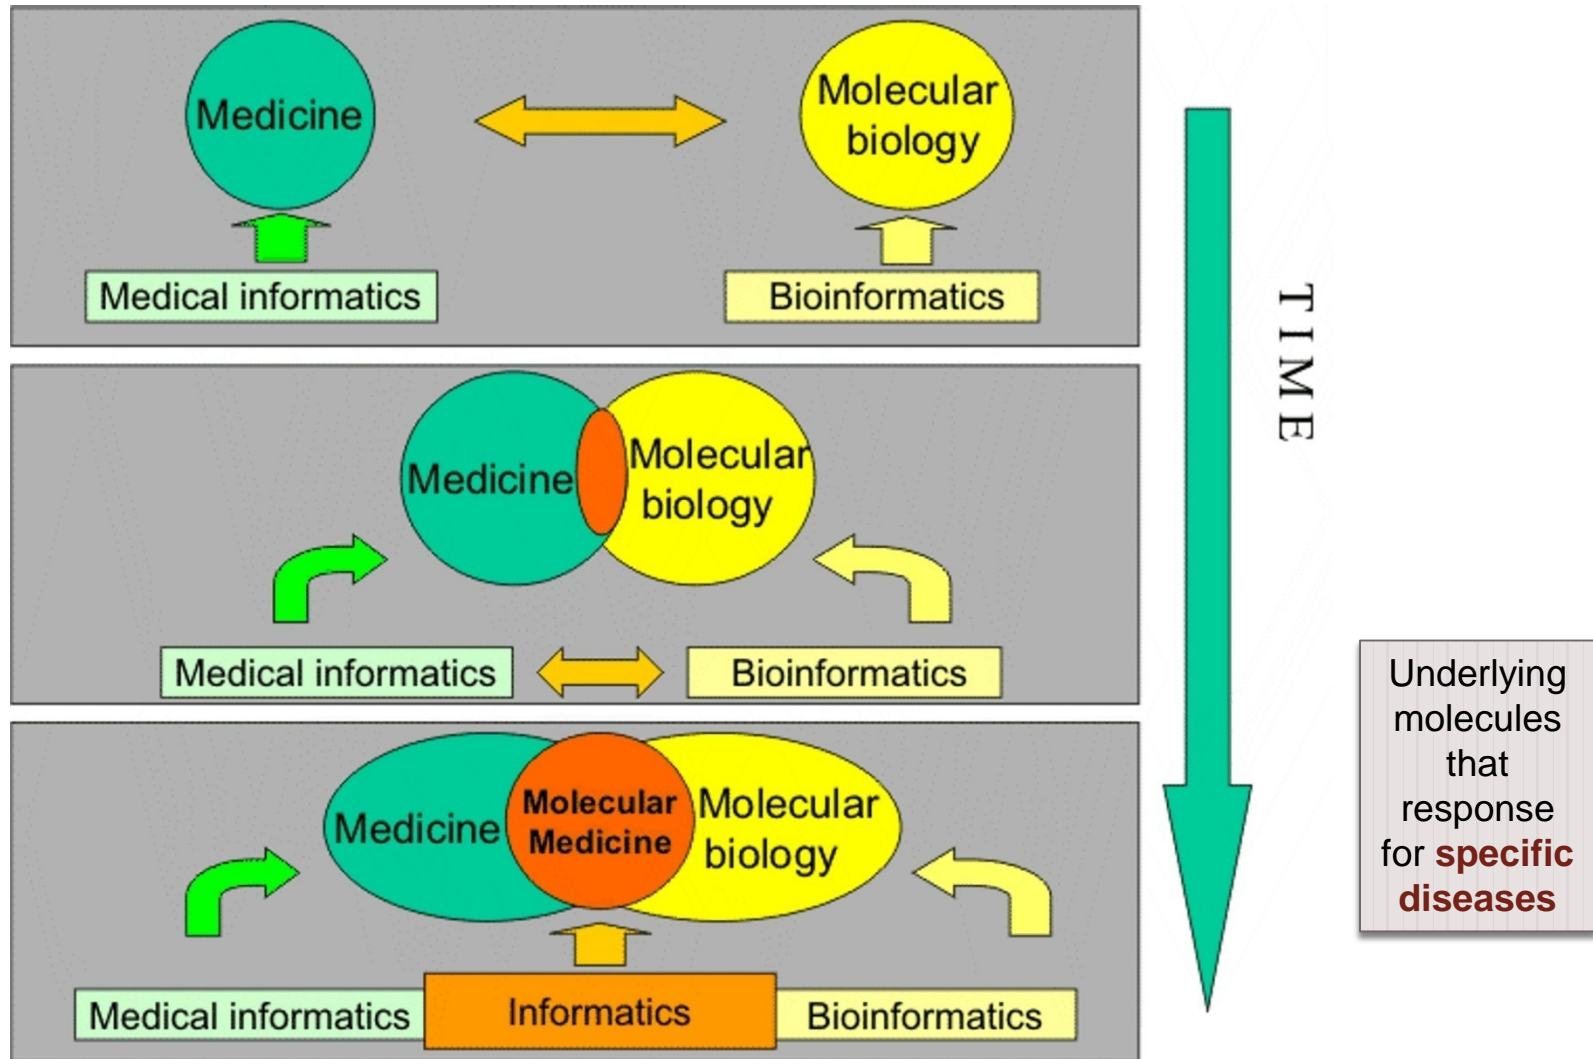 Medicine
Molecular
biology
Medical informatics
Bioinformatics
Medicine
Molecular
biology
Medical informatics
Bioinformatics
Medicine
Molecular
Medicine
Molecular
biology
Medical informatics
Informatics
Bioinformatics
TIME
Underlying
molecules
that
response
for specific
diseases